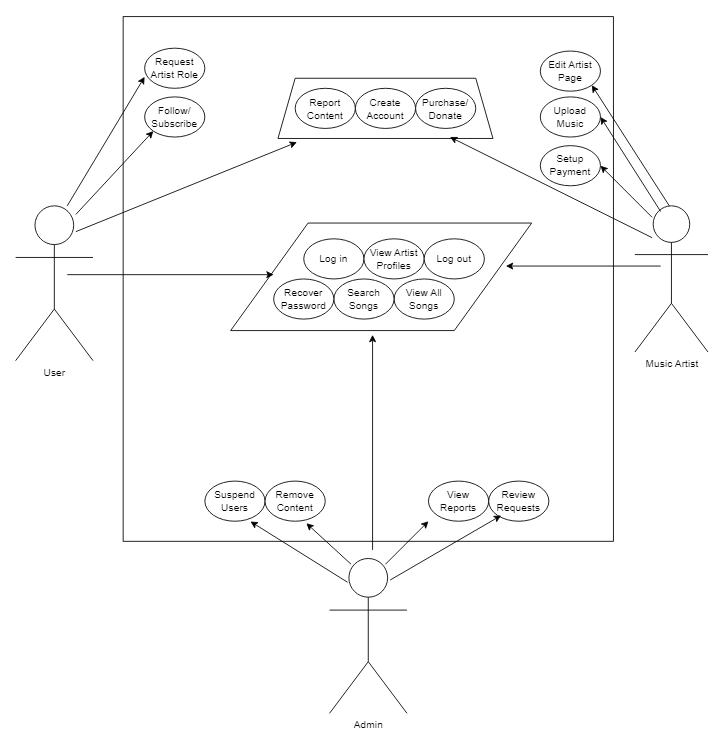 Request
Artist Role
Follow/
Subscribe
Report
Content
Create
Account
Purchase/
Donate
Edit Artist
Page
Upload
Music
Setup
Payment
Log in
View Artist
Profiles
Log out
Recover
Password
Search
Songs
View All
Songs
User
Music Artist
Suspend
Users
Remove
Content
View
Reports
Review
Requests
Admin